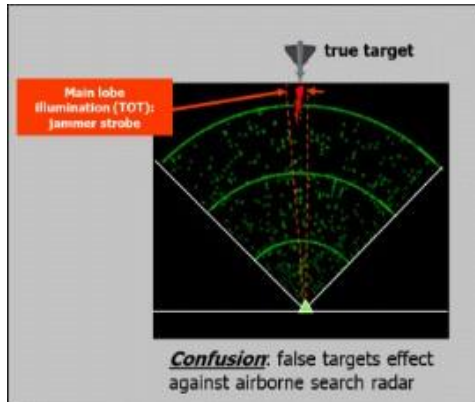 true target
Main lobe
illumination (TOT):
jammer strobe
Confusion: false targets effect
against airborne search radar